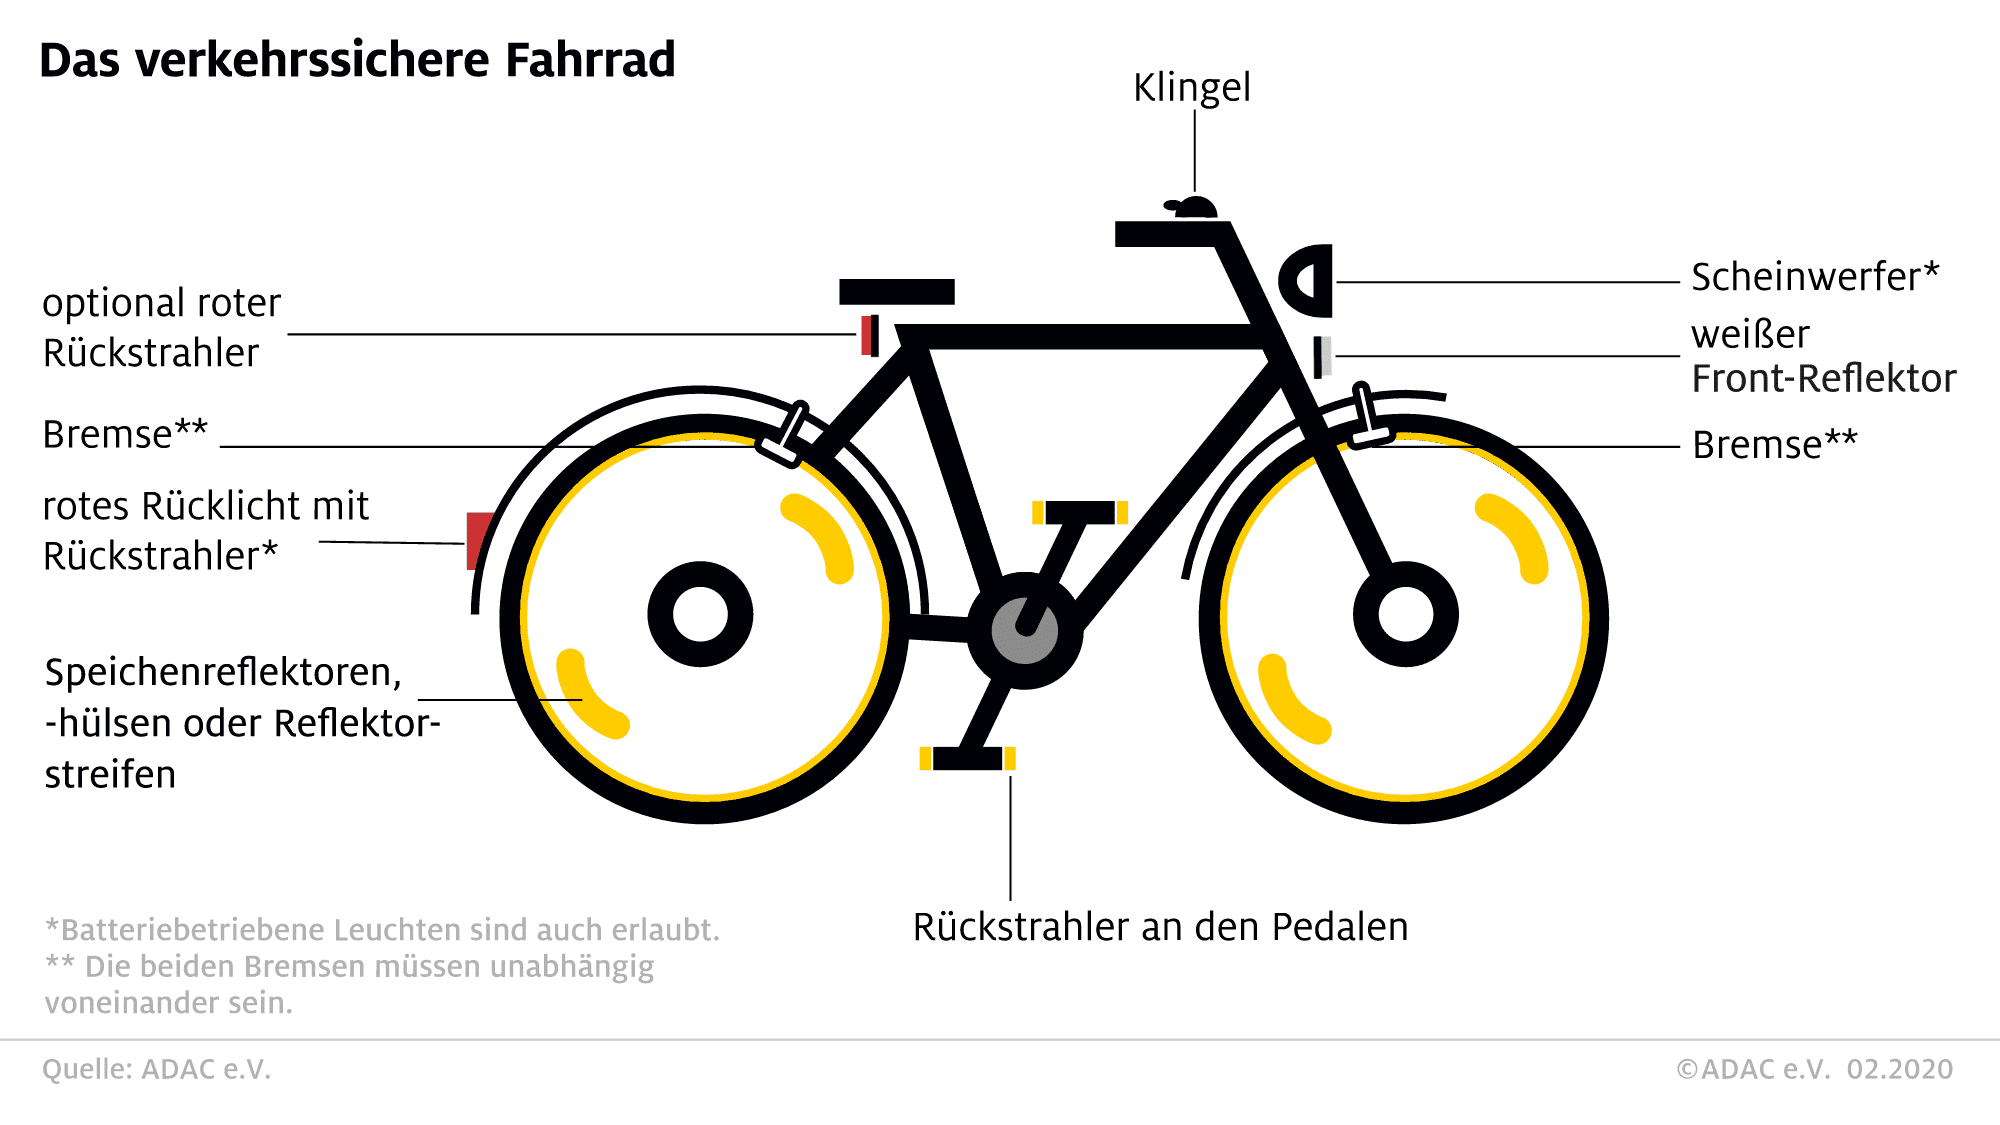 Das verkehrssichere Fahrrad
Klingel
optional roter
Rückstrahler
Bremse**
rotes Rücklicht mit
Rückstrahler*
Speichenreflektoren,
-hülsen oder Reflektor-
streifen
Scheinwerfer*
weißer
Front-Reflektor
Bremse**
Rückstrahler an den Pedalen
*Batteriebetriebene Leuchten sind auch erlaubt.
** Die beiden Bremsen müssen unabhängig
voneinander sein.
Quelle: ADAC e.V.
©ADAC e.V. 02.2020